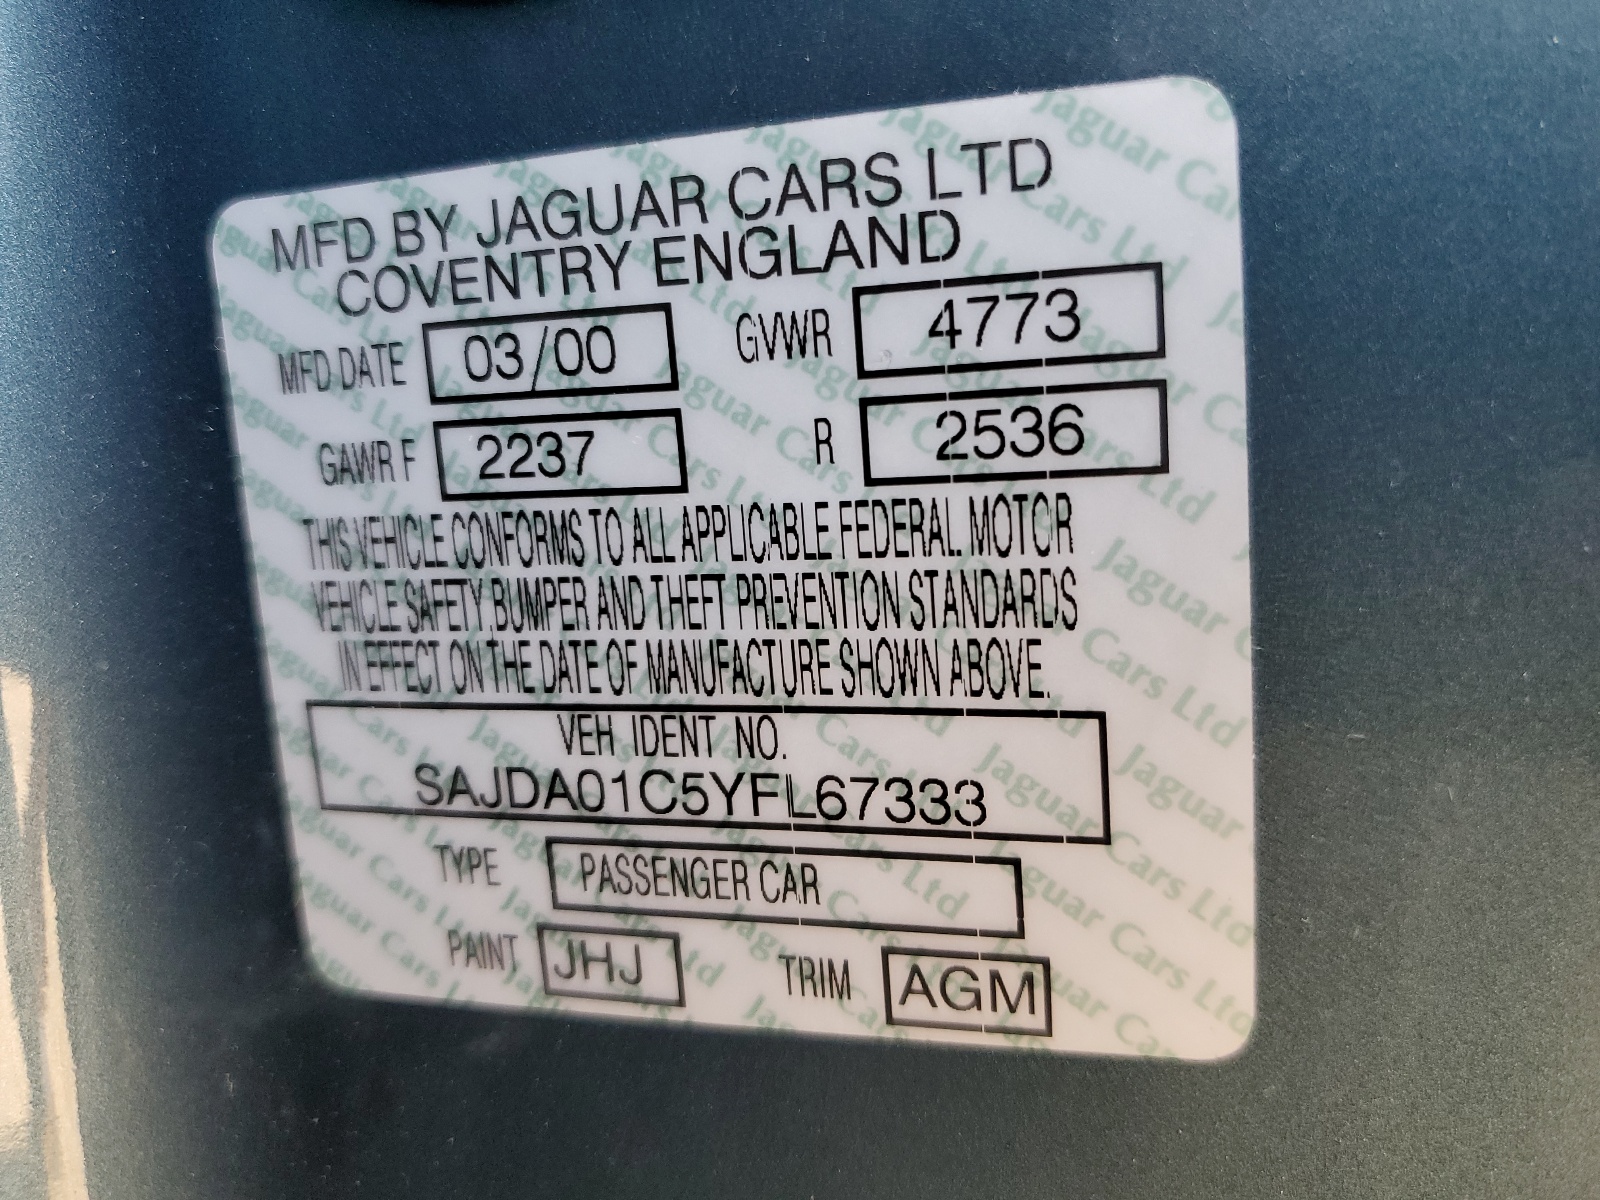 MFD BY JAGUAR CARS LTD
COVENTRY ENGLAND
MFD DATE 03/00 GVWR 4773
GAWR F 2237 R 2536
THIS VEHICLE CONFORMS TO ALL APPLICABLE FEDERAL MOTOR
VEHICLE SAFETY, BUMPER AND THEFT PREVENTION STANDARDS
IN EFFECT ON THE DATE OF MANUFACTURE SHOWN ABOVE.
VEH IDENT NO.
SAJDA01C5YFL67333
TYPE PASSENGER CAR
PAINT JHJ TRIM AGM